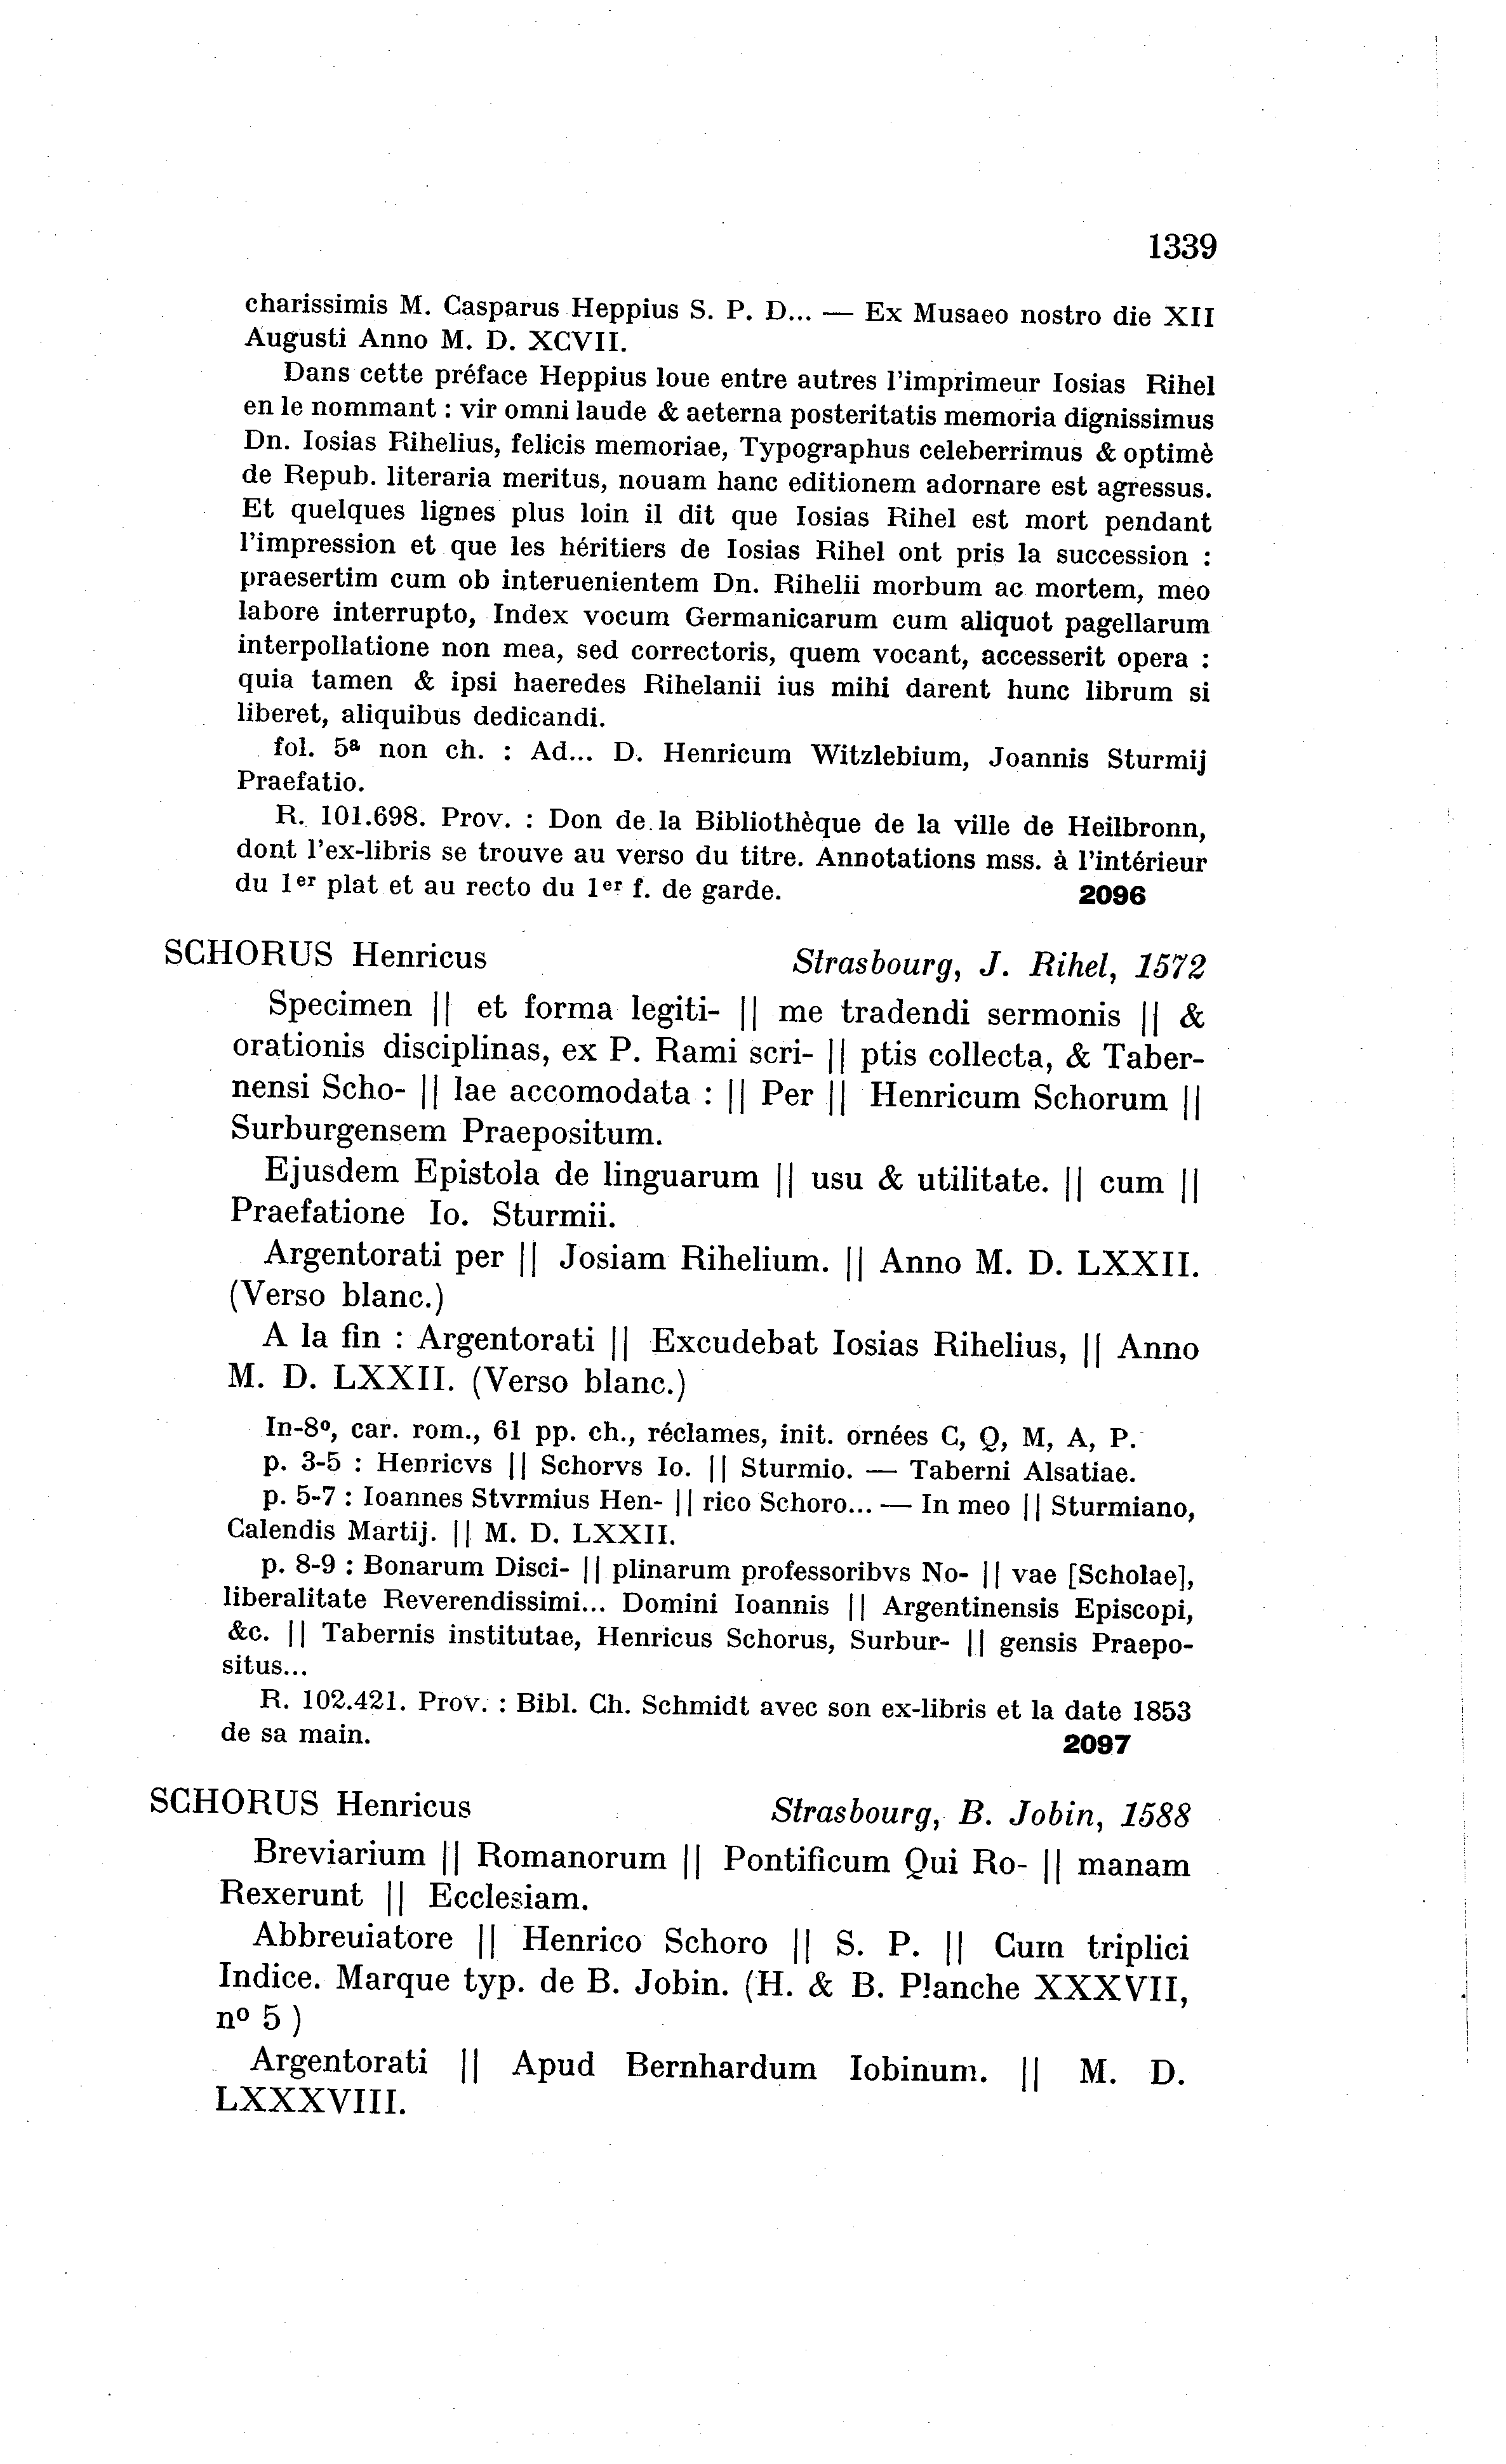 1339
charissimis M. Casparus Heppius S. P. D... — Ex Musaeo nostro die XII
Augusti Anno M. D. XCVII.
Dans cette préface Heppius loue entre autres l'imprimeur Iosias Rihel
en le nommant : vir omni laude & aeterna posteritatis memoria dignissimus
Dn. Iosias Rihelius, felicis memoriae, Typographus celeberrimus & optimè
de Repub. literaria meritus, nouam hanc editionem adornare est agressus.
Et quelques lignes plus loin il dit que Iosias Rihel est mort pendant
l'impression et que les héritiers de Iosias Rihel ont pris la succession :
praesertim cum ob interuenientem Dn. Rihelii morbum ac mortem, meo
labore interrupto, Index vocum Germanicarum cum aliquot pagellarum
interpollatione non mea, sed correctoris, quem vocant, accesserit opera :
quia tamen & ipsi haeredes Rihelanii ius mihi darent hunc librum si
liberet, aliquibus dedicandi.
fol. 5ª non ch. : Ad... D. Henricum Witzlebium, Joannis Sturmij
Praefatio.
R. 101.698. Prov. : Don de la Bibliothèque de la ville de Heilbronn,
dont l'ex-libris se trouve au verso du titre. Annotations mss. à l'intérieur
du 1er plat et au recto du 1er f. de garde. 2096
SCHORUS Henricus Strasbourg, J. Rihel, 1572
Specimen || et forma legiti- || me tradendi sermonis || &
orationis disciplinas, ex P. Rami scri- || ptis collecta, & Taber-
nensi Scho- || lae accomodata : || Per || Henricum Schorum ||
Surburgensem Praepositum.
Ejusdem Epistola de linguarum || usu & utilitate. || cum ||
Praefatione Io. Sturmii.
Argentorati per || Josiam Rihelium. || Anno M. D. LXXII.
(Verso blanc.)
A la fin : Argentorati || Excudebat Iosias Rihelius, || Anno
M. D. LXXII. (Verso blanc.)
In-8º, car. rom., 61 pp. ch., réclames, init. ornées C, Q, M, A, P.
p. 3-5 : Henricvs || Schorvs Io. || Sturmio. — Taberni Alsatiae.
p. 5-7 : Ioannes Stvrmius Hen- || rico Schoro... — In meo || Sturmiano,
Calendis Martij. || M. D. LXXII.
p. 8-9 : Bonarum Disci- || plinarum professoribvs No- || vae [Scholae],
liberalitate Reverendissimi... Domini Ioannis || Argentinensis Episcopi,
&c. || Tabernis institutae, Henricus Schorus, Surbur- || gensis Praepo-
situs...
R. 102.421. Prov. : Bibl. Ch. Schmidt avec son ex-libris et la date 1853
de sa main. 2097
SCHORUS Henricus Strasbourg, B. Jobin, 1588
Breviarium || Romanorum || Pontificum Qui Ro- || manam
Rexerunt || Ecclesiam.
Abbreuiatore || Henrico Schoro || S. P. || Cum triplici
Indice. Marque typ. de B. Jobin. (H. & B. Planche XXXVII,
nº 5 )
Argentorati || Apud Bernhardum Iobinum. || M. D.
LXXXVIII.